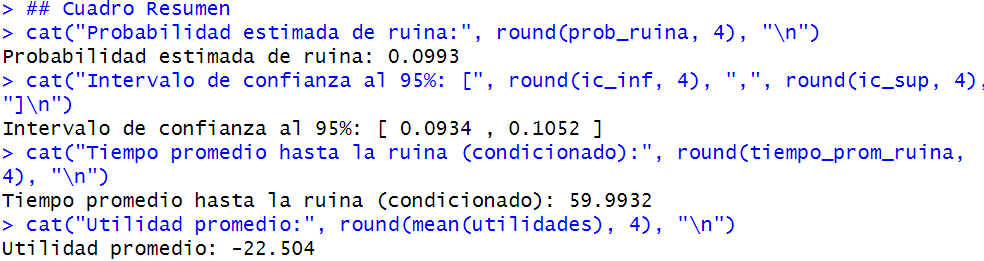 > ## Cuadro Resumen
> cat("Probabilidad estimada de ruina:", round(prob_ruina, 4), "\n")
Probabilidad estimada de ruina: 0.0993
> cat("Intervalo de confianza al 95%: [", round(ic_inf, 4), ",", round(ic_sup, 4),
"]\n")
Intervalo de confianza al 95%: [ 0.0934 , 0.1052 ]
> cat("Tiempo promedio hasta la ruina (condicionado):", round(tiempo_prom_ruina,
4), "\n")
Tiempo promedio hasta la ruina (condicionado): 59.9932
> cat("Utilidad promedio:", round(mean(utilidades), 4), "\n")
Utilidad promedio: -22.504